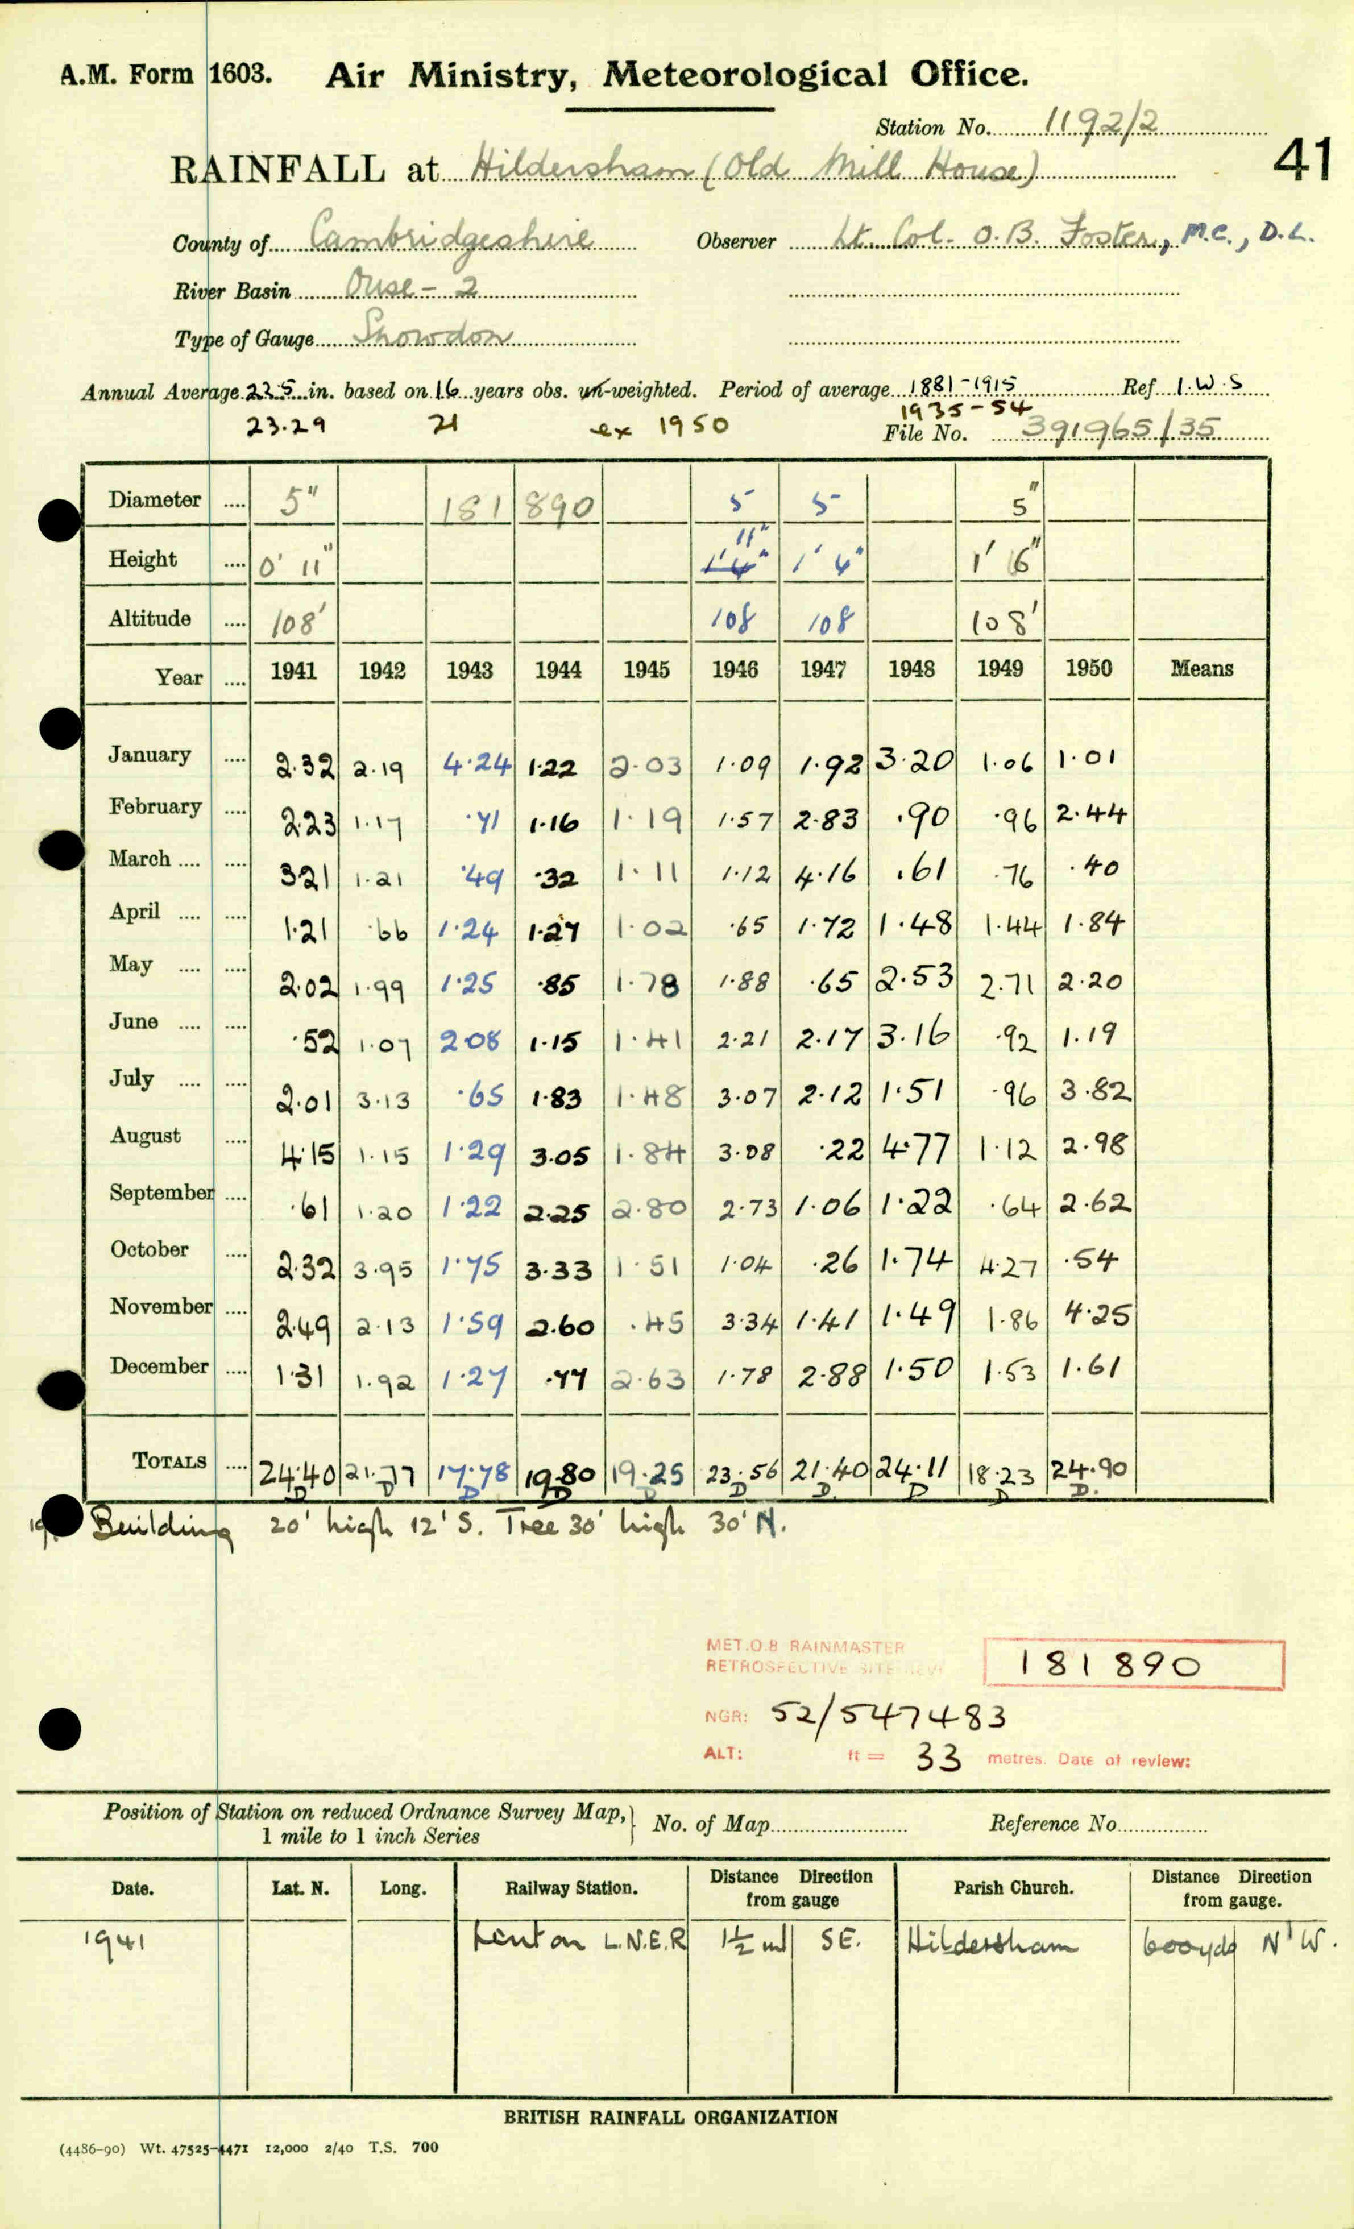 A.M. Form 1603. Air Ministry, Meteorological Office.
Station No. 1192/2
RAINFALL at Hildersham (Old Mill House) 41
County of Cambridgeshire Observer Lt. Col. O.B. Foster, M.C., D.L.
River Basin Ouse - 2
Type of Gauge Snowdon
Annual Average 22.5 in. based on 16 years obs. un-weighted. Period of average 1881-1915 Ref I.W.S
23.29 21 ex 1950 1935-54
File No. 391965/35
Diameter .... 5" 181 890 5 5 5"
Height .... 0' 11" 11" 1'4" 1' 4" 1' 6"
Altitude .... 108' 108 108 108'
Year .... 1941 1942 1943 1944 1945 1946 1947 1948 1949 1950 Means
January .... 2.32 2.19 4.24 1.22 2.03 1.09 1.92 3.20 1.06 1.01
February .... 2.23 1.17 .71 1.16 1.19 1.57 2.83 .90 .96 2.44
March .... .... 3.21 1.21 .49 .32 1.11 1.12 4.16 .61 .76 .40
April .... .... 1.21 .66 1.24 1.27 1.02 .65 1.72 1.48 1.44 1.84
May .... .... 2.02 1.99 1.25 .85 1.78 1.88 .65 2.53 2.71 2.20
June .... .... .52 1.07 2.08 1.15 1.41 2.21 2.17 3.16 .92 1.19
July .... .... 2.01 3.13 .65 1.83 1.48 3.07 2.12 1.51 .96 3.82
August .... 4.15 1.15 1.29 3.05 1.84 3.08 .22 4.77 1.12 2.98
September .... .61 1.20 1.22 2.25 2.80 2.73 1.06 1.22 .64 2.62
October .... 2.32 3.95 1.75 3.33 1.51 1.04 .26 1.74 4.27 .54
November .... 2.49 2.13 1.59 2.60 .45 3.34 1.41 1.49 1.86 4.25
December .... 1.31 1.92 1.27 .77 2.63 1.78 2.88 1.50 1.53 1.61
TOTALS .... 24.40 21.77 17.78 19.80 19.25 23.56 21.40 24.11 18.23 24.90
D D D D D D D. D D D.
Building 20' high 12' S. Tree 30' high 30' N.
MET.O.8 RAINMASTER
RETROSPECTIVE SITE REVI 181890
NGR: 52/547483
ALT: ft = 33 metres. Date of review:
Position of Station on reduced Ordnance Survey Map, 1 mile to 1 inch Series No. of Map Reference No.
Date. Lat. N. Long. Railway Station. Distance Direction from gauge Parish Church. Distance Direction from gauge.
1941 L.N.E.R 1½ ml SE. Hildersham 600yds N'W.
BRITISH RAINFALL ORGANIZATION
(4486-90) Wt. 47525-4471 12,000 2/40 T.S. 700